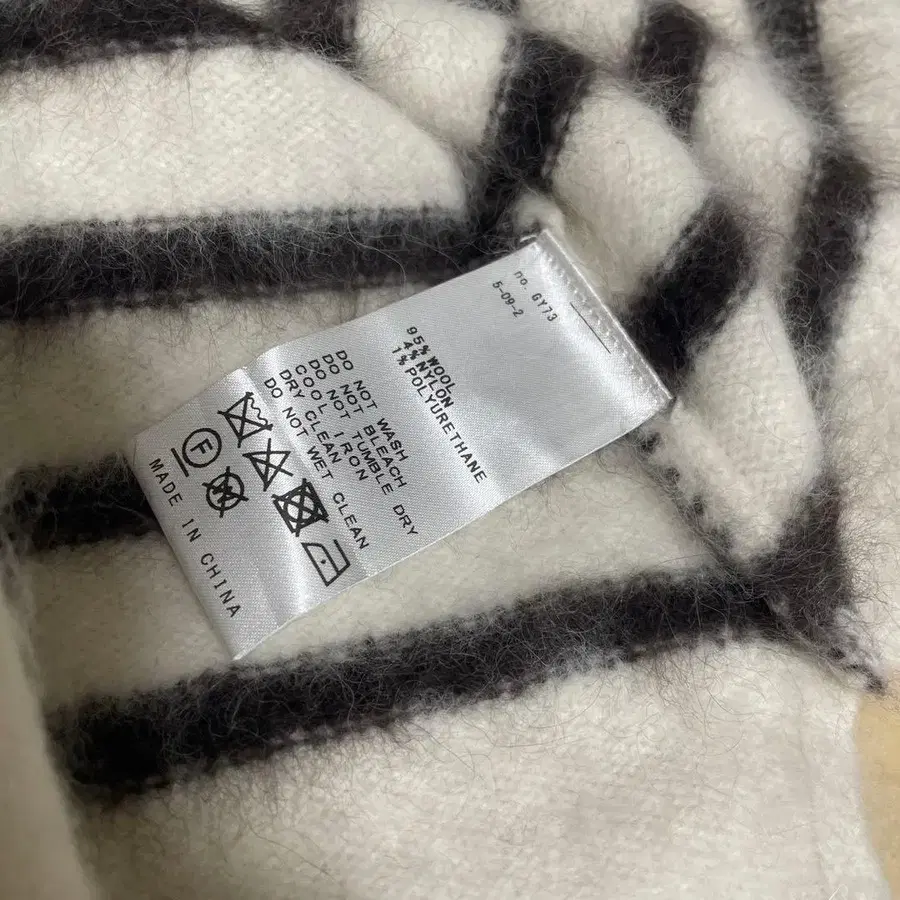 no. GY73
5-09-2
95% WOOL
4% NYLON
1% POLYURETHANE
DO NOT WASH
DO NOT BLEACH
DO NOT TUMBLE DRY
COOL IRON
DRY CLEAN
DO NOT WET CLEAN
F
W
MADE IN CHINA